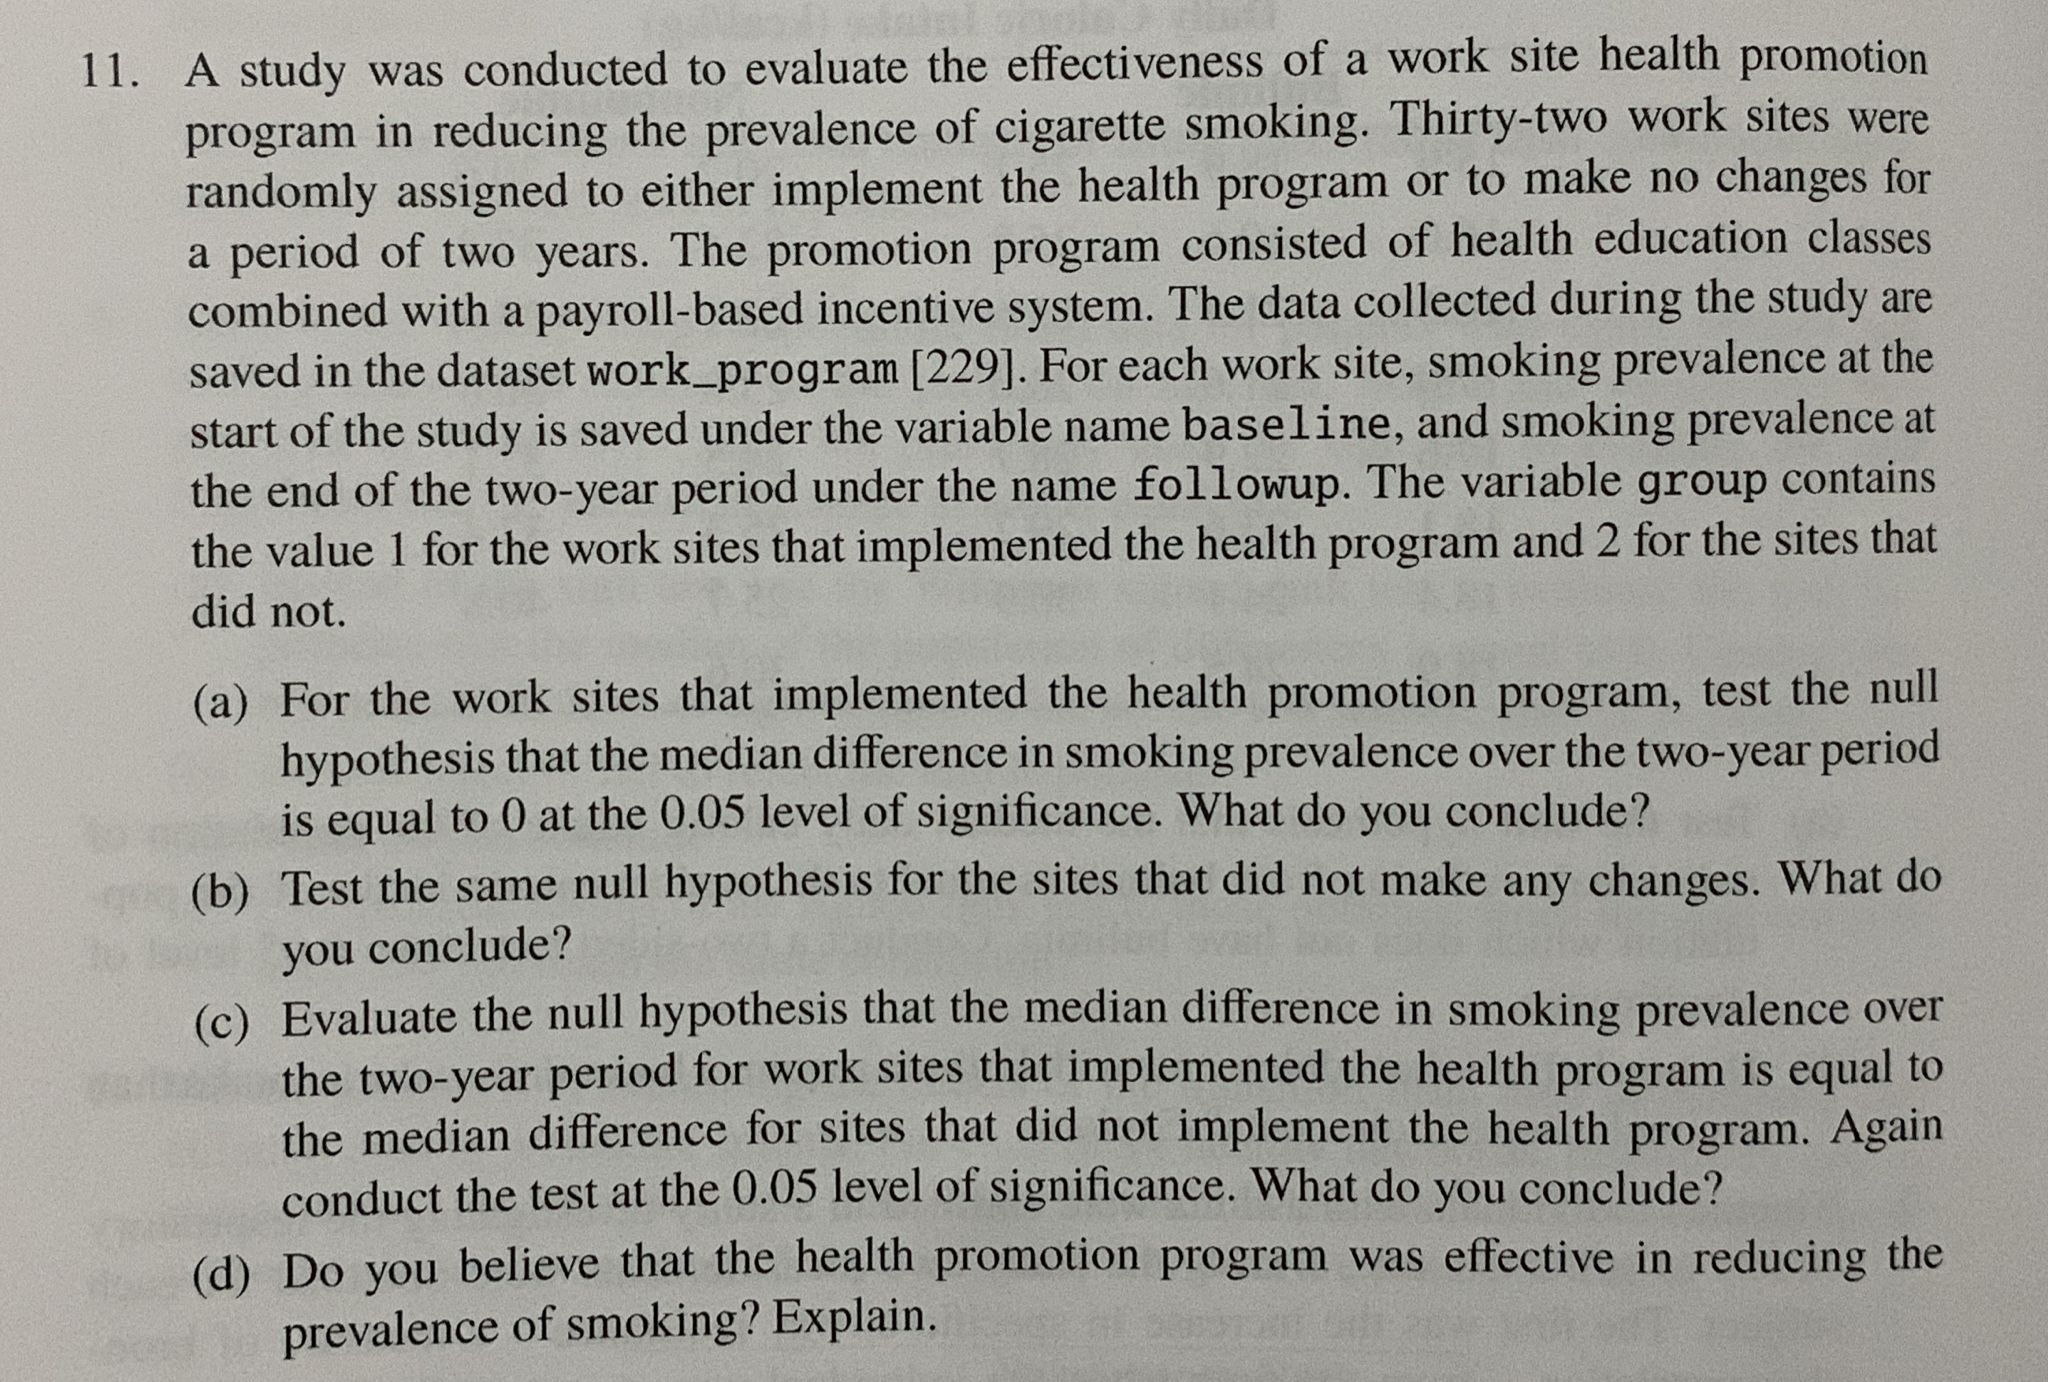 11. A study was conducted to evaluate the effectiveness of a work site health promotion
program in reducing the prevalence of cigarette smoking. Thirty-two work sites were
randomly assigned to either implement the health program or to make no changes for
a period of two years. The promotion program consisted of health education classes
combined with a payroll-based incentive system. The data collected during the study are
saved in the dataset work_program [229]. For each work site, smoking prevalence at the
start of the study is saved under the variable name baseline, and smoking prevalence at
the end of the two-year period under the name followup. The variable group contains
the value 1 for the work sites that implemented the health program and 2 for the sites that
did not.
(a) For the work sites that implemented the health promotion program, test the null
hypothesis that the median difference in smoking prevalence over the two-year period
is equal to 0 at the 0.05 level of significance. What do you conclude?
(b) Test the same null hypothesis for the sites that did not make any changes. What do
you conclude?
(c) Evaluate the null hypothesis that the median difference in smoking prevalence over
the two-year period for work sites that implemented the health program is equal to
the median difference for sites that did not implement the health program. Again
conduct the test at the 0.05 level of significance. What do you conclude?
(d) Do you believe that the health promotion program was effective in reducing the
prevalence of smoking? Explain.